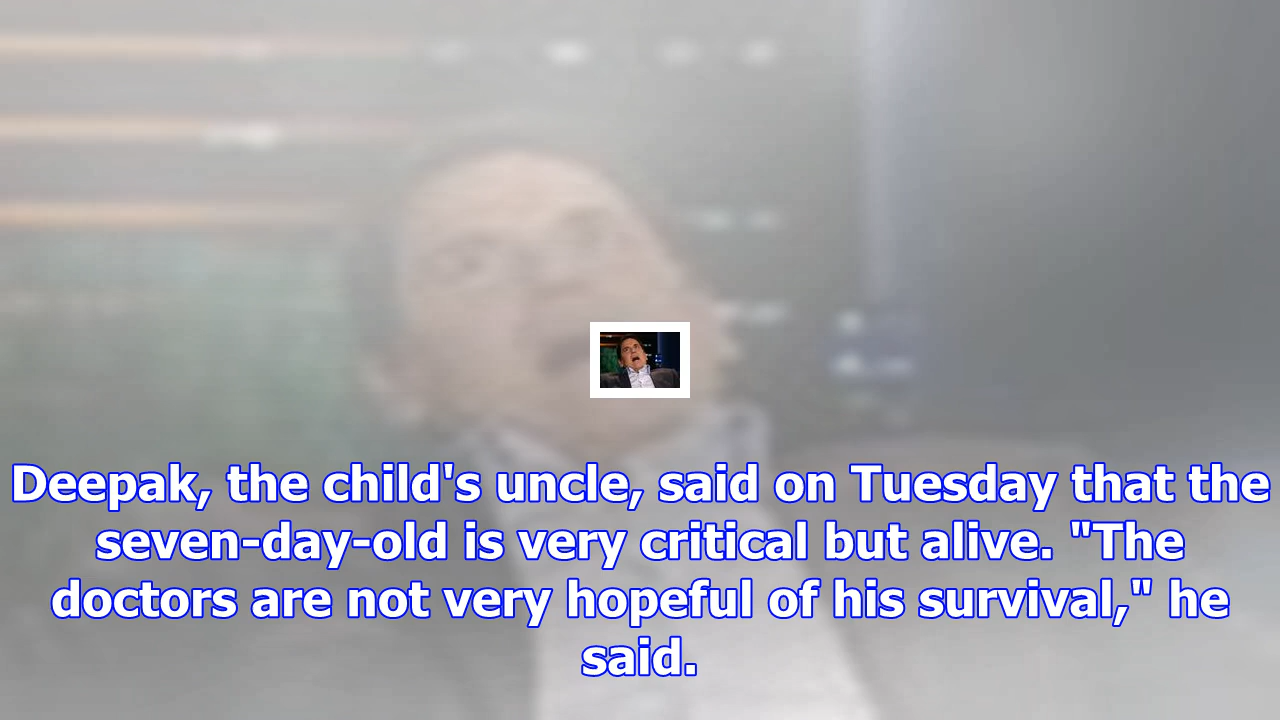 Deepak, the child's uncle, said on Tuesday that the
seven-day-old is very critical but alive. "The
doctors are not very hopeful of his survival," he
said.